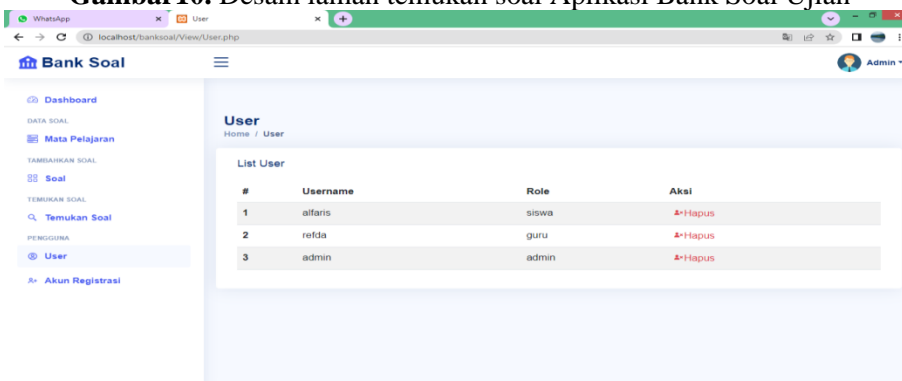 Gambar 10. Desain laman temukan soal Aplikasi Bank Soal Ujian
WhatsApp
User
localhost/banksoal/View/User.php
Bank Soal
Admin
Dashboard
DATA SOAL
Mata Pelajaran
TAMBAHKAN SOAL
Soal
TEMUKAN SOAL
Temukan Soal
PENGGUNA
User
Akun Registrasi
User
Home / User
List User
# Username Role Aksi
1 alfaris siswa Hapus
2 refda guru Hapus
3 admin admin Hapus